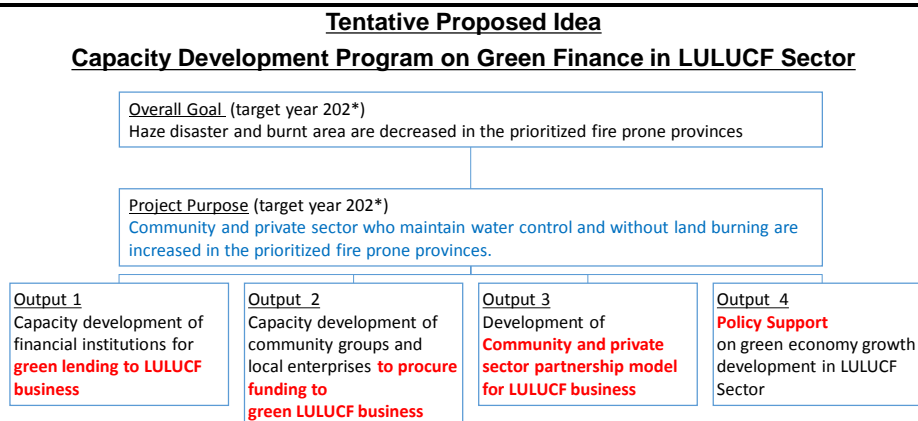 Tentative Proposed Idea
Capacity Development Program on Green Finance in LULUCF Sector
Overall Goal (target year 202*)
Haze disaster and burnt area are decreased in the prioritized fire prone provinces
Project Purpose (target year 202*)
Community and private sector who maintain water control and without land burning are
increased in the prioritized fire prone provinces.
Output 1
Capacity development of
financial institutions for
green lending to LULUCF
business
Output 2
Capacity development of
community groups and
local enterprises to procure
funding to
green LULUCF business
Output 3
Development of
Community and private
sector partnership model
for LULUCF business
Output 4
Policy Support
on green economy growth
development in LULUCF
Sector